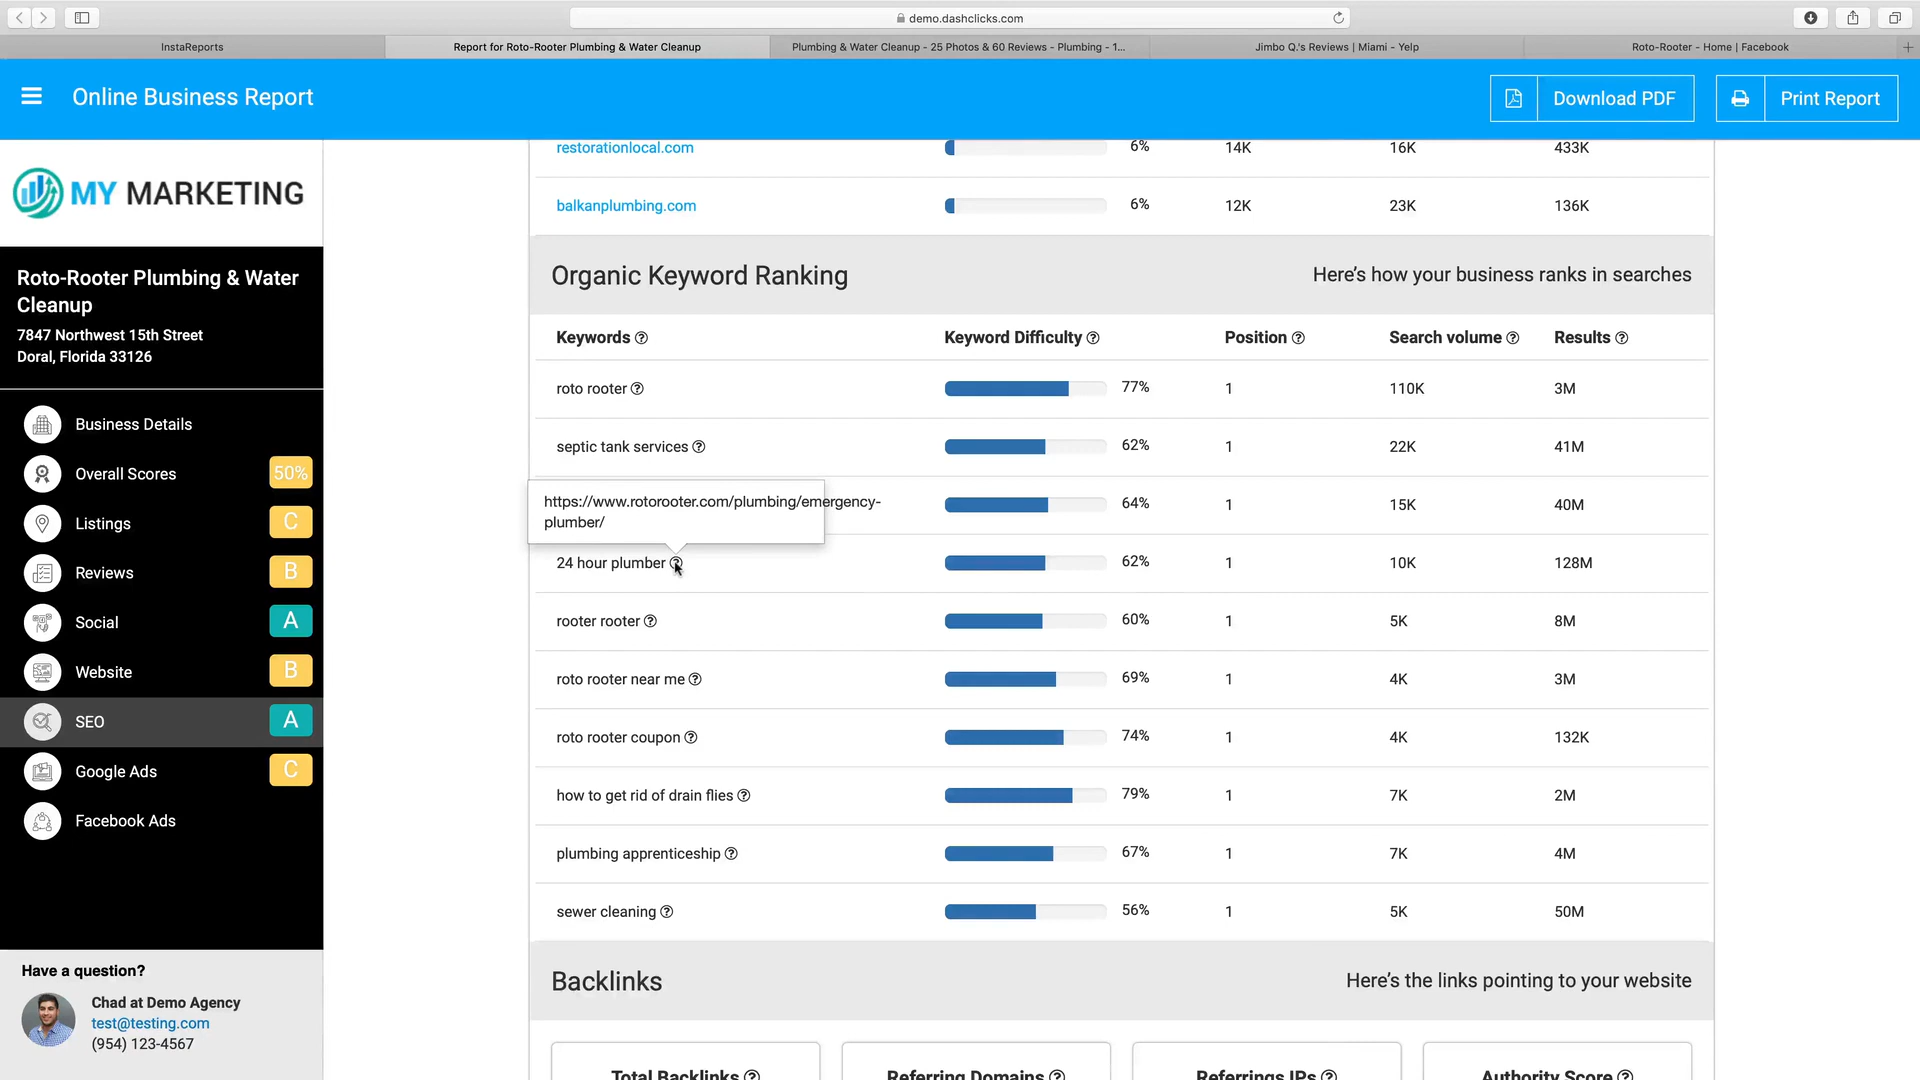 demo.dashclicks.com
InstaReports
Report for Roto-Rooter Plumbing & Water Cleanup
Plumbing & Water Cleanup - 25 Photos & 60 Reviews - Plumbing - 1...
Jimbo Q.'s Reviews | Miami - Yelp
Roto-Rooter - Home | Facebook
Online Business Report
Download PDF
Print Report
MY MARKETING
Roto-Rooter Plumbing & Water
Cleanup
7847 Northwest 15th Street
Doral, Florida 33126
Business Details
Overall Scores 50%
Listings C
Reviews B
Social A
Website B
SEO A
Google Ads C
Facebook Ads
Have a question?
Chad at Demo Agency
test@testing.com
(954) 123-4567
restorationlocal.com 6% 14K 16K 433K
balkanplumbing.com 6% 12K 23K 136K
Organic Keyword Ranking Here's how your business ranks in searches
Keywords Keyword Difficulty Position Search volume Results
roto rooter 77% 1 110K 3M
septic tank services 62% 1 22K 41M
https://www.rotorooter.com/plumbing/emergency-
plumber/
64% 1 15K 40M
24 hour plumber 62% 1 10K 128M
rooter rooter 60% 1 5K 8M
roto rooter near me 69% 1 4K 3M
roto rooter coupon 74% 1 4K 132K
how to get rid of drain flies 79% 1 7K 2M
plumbing apprenticeship 67% 1 7K 4M
sewer cleaning 56% 1 5K 50M
Backlinks Here's the links pointing to your website
Total Backlinks Referring Domains Referrings IPs Authority Score